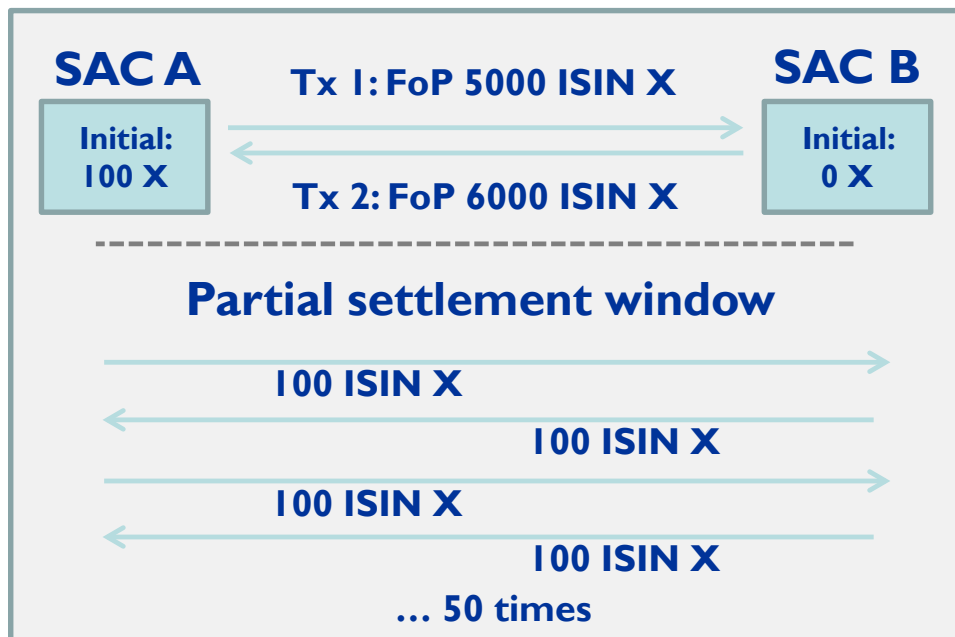 SAC A
SAC B
Tx 1: FoP 5000 ISIN X
Initial:
100 X
Initial:
0 X
Tx 2: FoP 6000 ISIN X
Partial settlement window
100 ISIN X
100 ISIN X
100 ISIN X
100 ISIN X
... 50 times